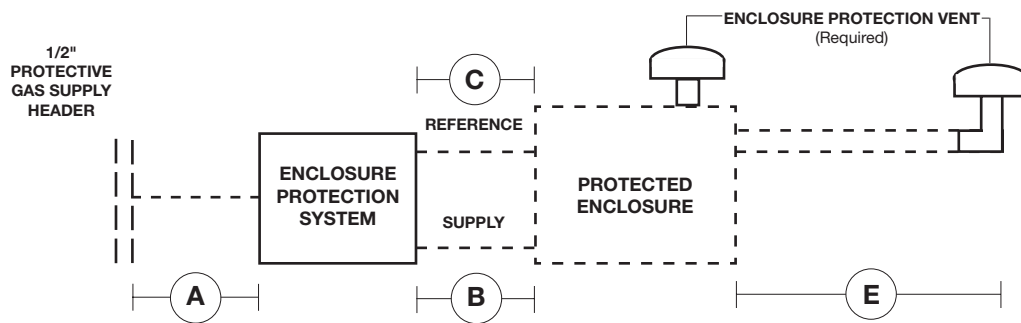 1/2"
PROTECTIVE
GAS SUPPLY
HEADER
A
ENCLOSURE
PROTECTION
SYSTEM
C
REFERENCE
SUPPLY
B
PROTECTED
ENCLOSURE
ENCLOSURE PROTECTION VENT
(Required)
E